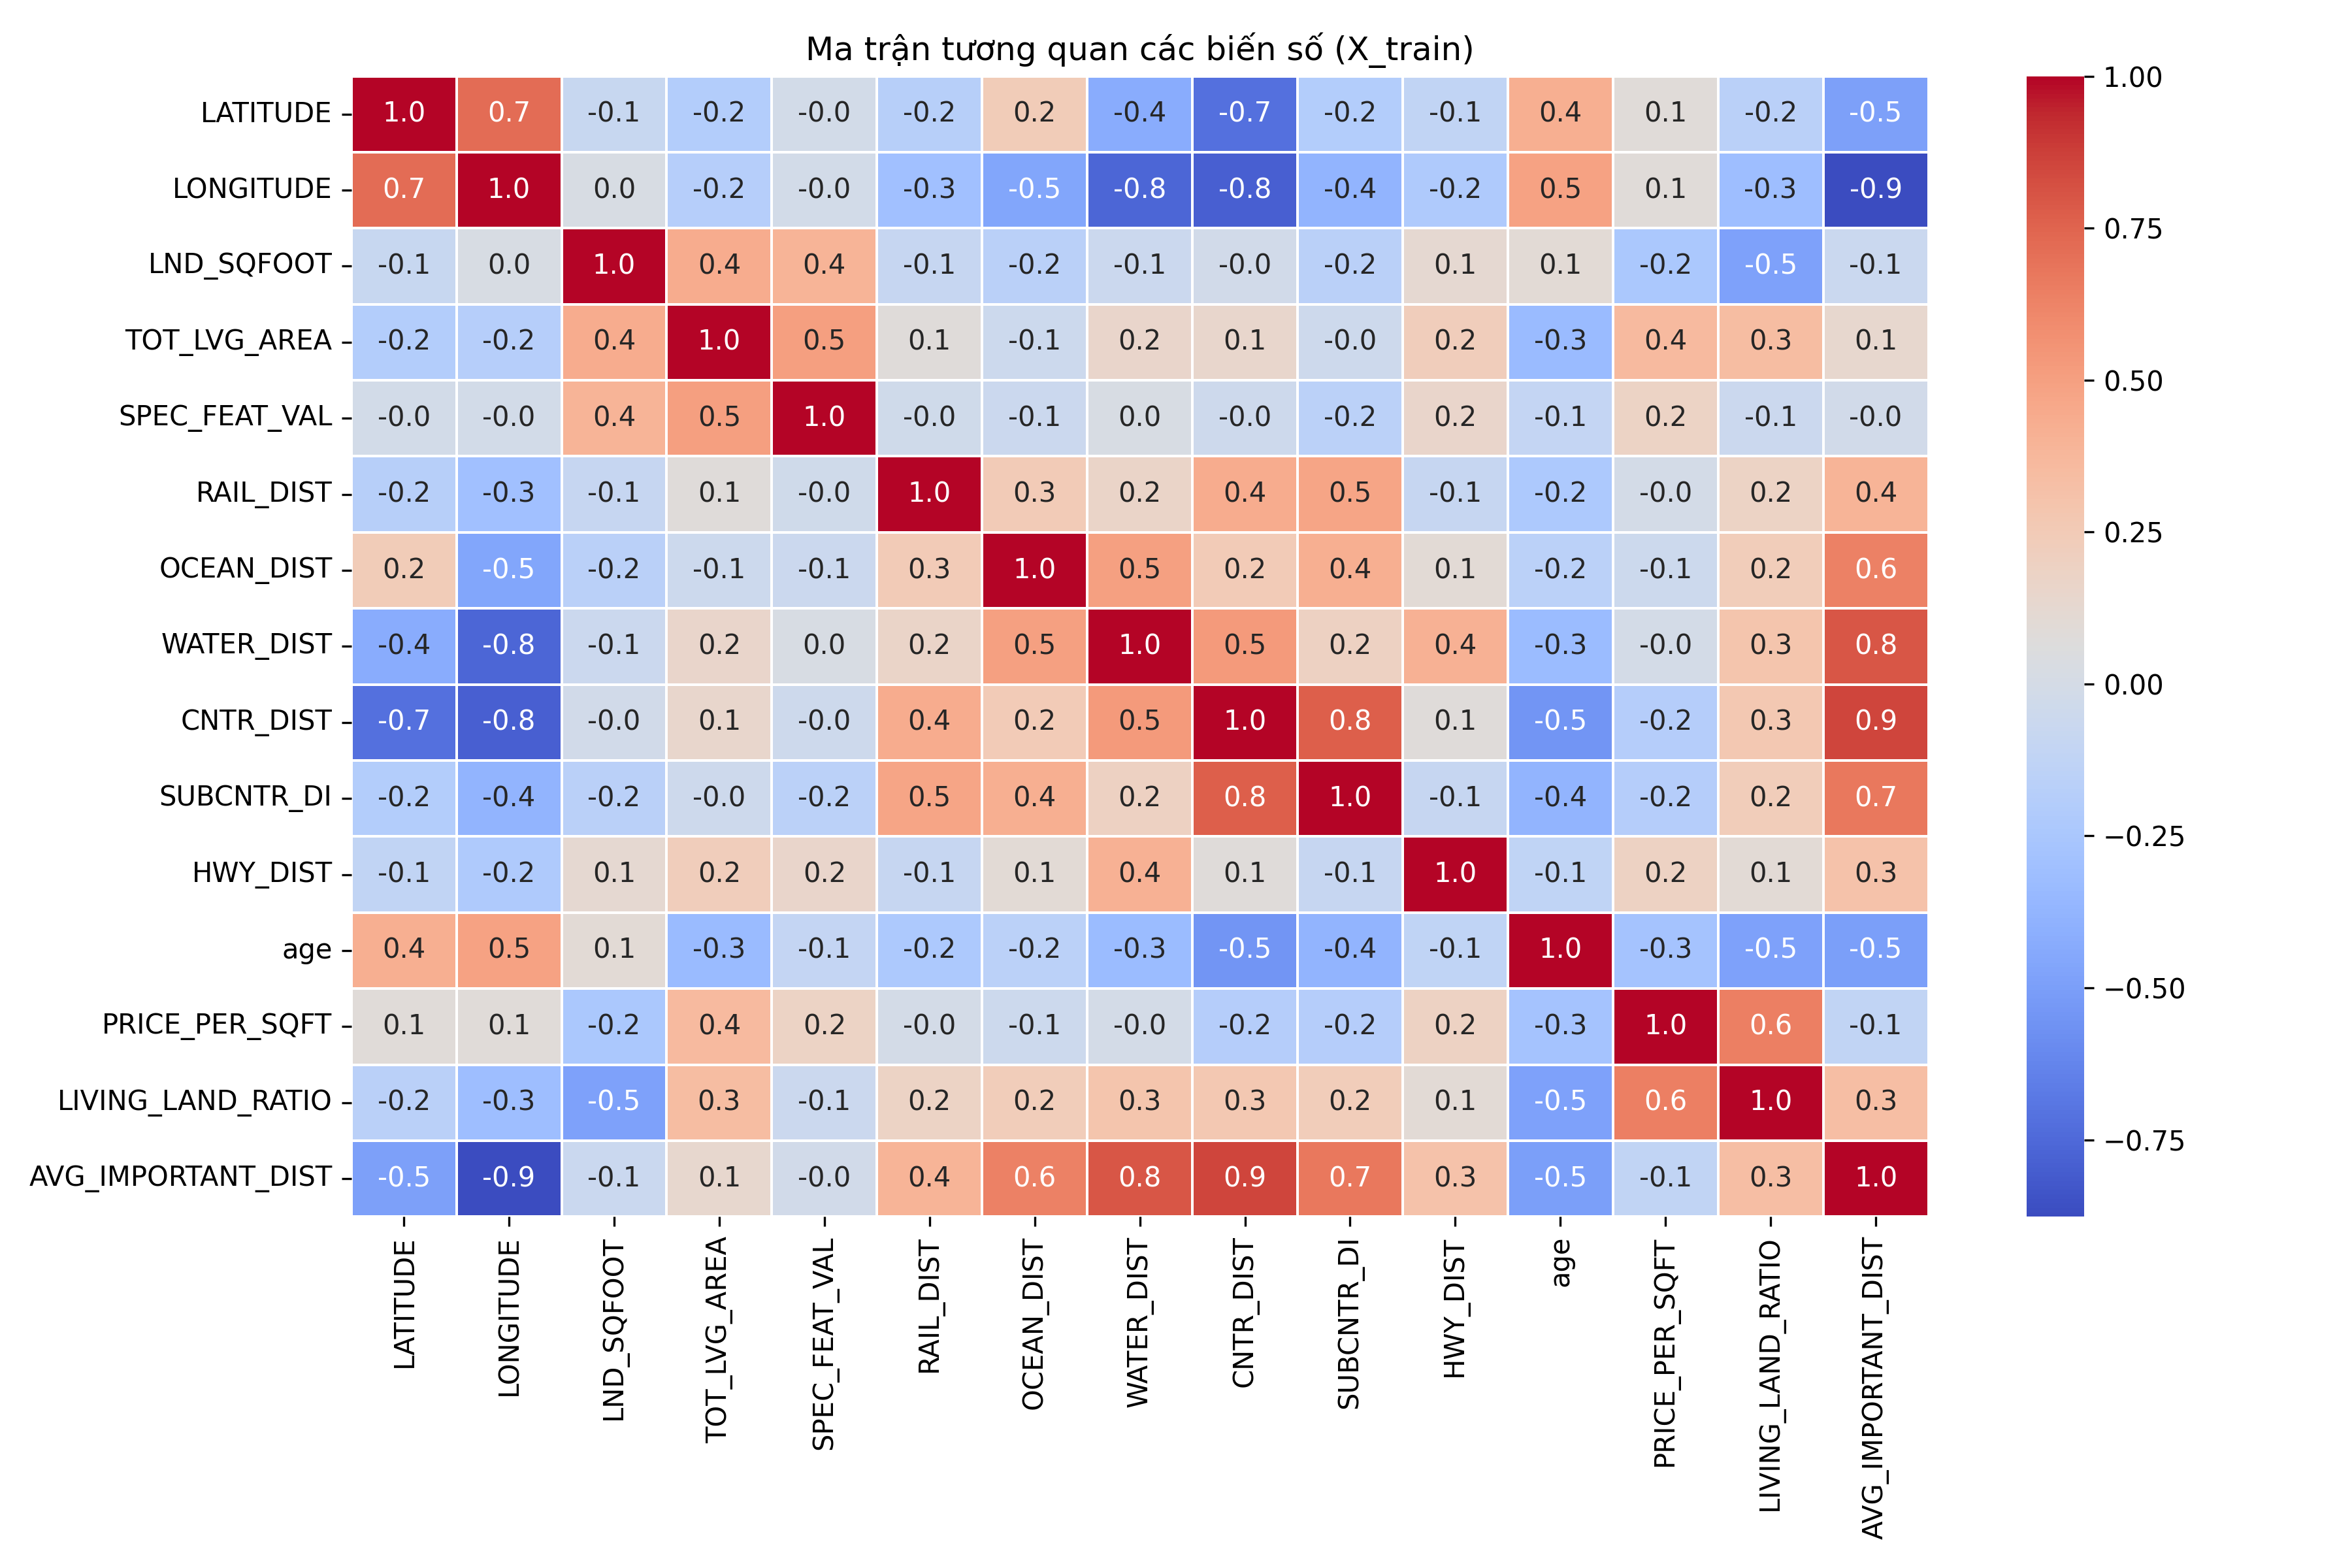 Ma trận tương quan các biến số (X_train)
LATITUDE 1.0 0.7 -0.1 -0.2 -0.0 -0.2 0.2 -0.4 -0.7 -0.2 -0.1 0.4 0.1 -0.2 -0.5
LONGITUDE 0.7 1.0 0.0 -0.2 -0.0 -0.3 -0.5 -0.8 -0.8 -0.4 -0.2 0.5 0.1 -0.3 -0.9
LND_SQFOOT -0.1 0.0 1.0 0.4 0.4 -0.1 -0.2 -0.1 -0.0 -0.2 0.1 0.1 -0.2 -0.5 -0.1
TOT_LVG_AREA -0.2 -0.2 0.4 1.0 0.5 0.1 -0.1 0.2 0.1 -0.0 0.2 -0.3 0.4 0.3 0.1
SPEC_FEAT_VAL -0.0 -0.0 0.4 0.5 1.0 -0.0 -0.1 0.0 -0.0 -0.2 0.2 -0.1 0.2 -0.1 -0.0
RAIL_DIST -0.2 -0.3 -0.1 0.1 -0.0 1.0 0.3 0.2 0.4 0.5 -0.1 -0.2 -0.0 0.2 0.4
OCEAN_DIST 0.2 -0.5 -0.2 -0.1 -0.1 0.3 1.0 0.5 0.2 0.4 0.1 -0.2 -0.1 0.2 0.6
WATER_DIST -0.4 -0.8 -0.1 0.2 0.0 0.2 0.5 1.0 0.5 0.2 0.4 -0.3 -0.0 0.3 0.8
CNTR_DIST -0.7 -0.8 -0.0 0.1 -0.0 0.4 0.2 0.5 1.0 0.8 0.1 -0.5 -0.2 0.3 0.9
SUBCNTR_DI -0.2 -0.4 -0.2 -0.0 -0.2 0.5 0.4 0.2 0.8 1.0 -0.1 -0.4 -0.2 0.2 0.7
HWY_DIST -0.1 -0.2 0.1 0.2 0.2 -0.1 0.1 0.4 0.1 -0.1 1.0 -0.1 0.2 0.1 0.3
age 0.4 0.5 0.1 -0.3 -0.1 -0.2 -0.2 -0.3 -0.5 -0.4 -0.1 1.0 -0.3 -0.5 -0.5
PRICE_PER_SQFT 0.1 0.1 -0.2 0.4 0.2 -0.0 -0.1 -0.0 -0.2 -0.2 0.2 -0.3 1.0 0.6 -0.1
LIVING_LAND_RATIO -0.2 -0.3 -0.5 0.3 -0.1 0.2 0.2 0.3 0.3 0.2 0.1 -0.5 0.6 1.0 0.3
AVG_IMPORTANT_DIST -0.5 -0.9 -0.1 0.1 -0.0 0.4 0.6 0.8 0.9 0.7 0.3 -0.5 -0.1 0.3 1.0
LATITUDE
LONGITUDE
LND_SQFOOT
TOT_LVG_AREA
SPEC_FEAT_VAL
RAIL_DIST
OCEAN_DIST
WATER_DIST
CNTR_DIST
SUBCNTR_DI
HWY_DIST
age
PRICE_PER_SQFT
LIVING_LAND_RATIO
AVG_IMPORTANT_DIST
1.00
0.75
0.50
0.25
0.00
−0.25
−0.50
−0.75